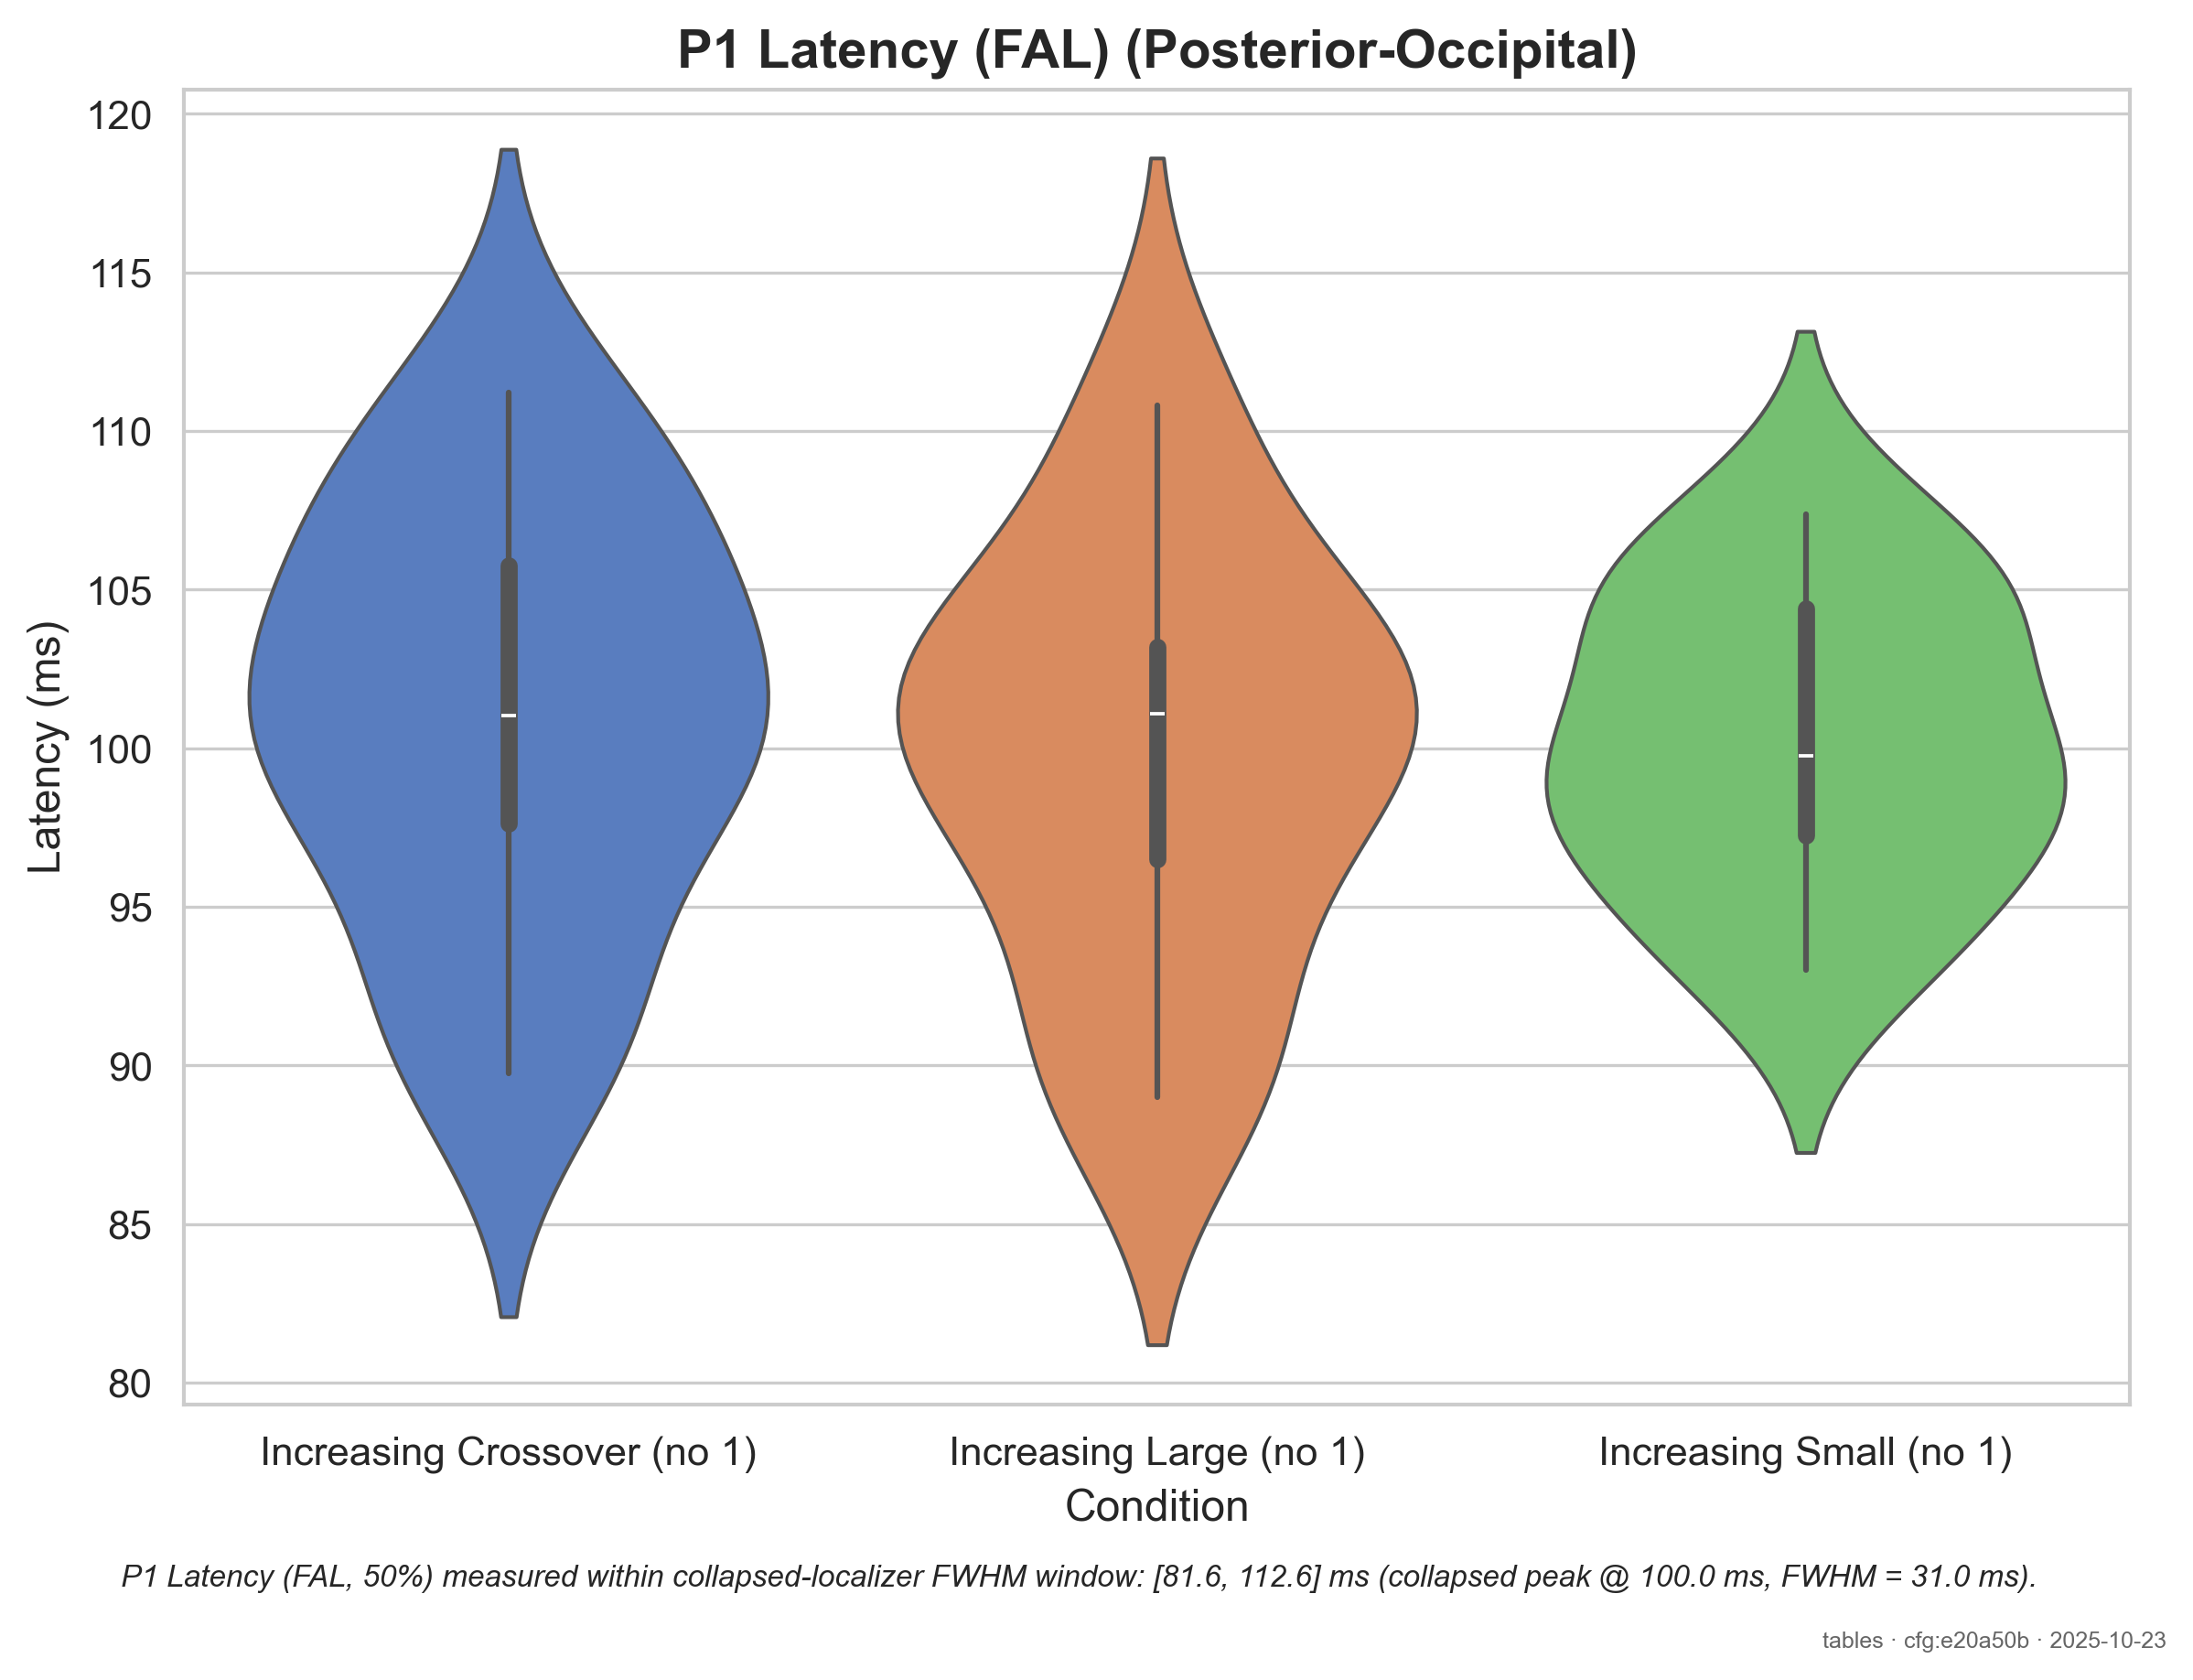 P1 Latency (FAL) (Posterior-Occipital)
120
115
110
105
100
95
90
85
80
Latency (ms)
Increasing Crossover (no 1)
Increasing Large (no 1)
Increasing Small (no 1)
Condition
P1 Latency (FAL, 50%) measured within collapsed-localizer FWHM window: [81.6, 112.6] ms (collapsed peak @ 100.0 ms, FWHM = 31.0 ms).
tables · cfg:e20a50b · 2025-10-23